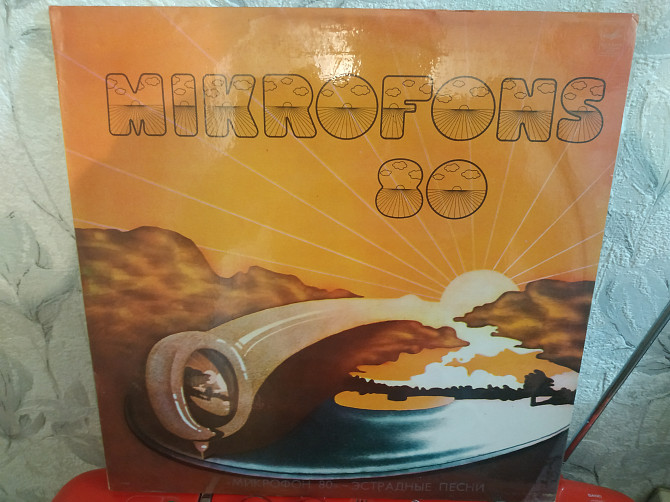 MIKROFONS
80
«МИКРОФОН 80» — ЭСТРАДНЫЕ ПЕСНИ